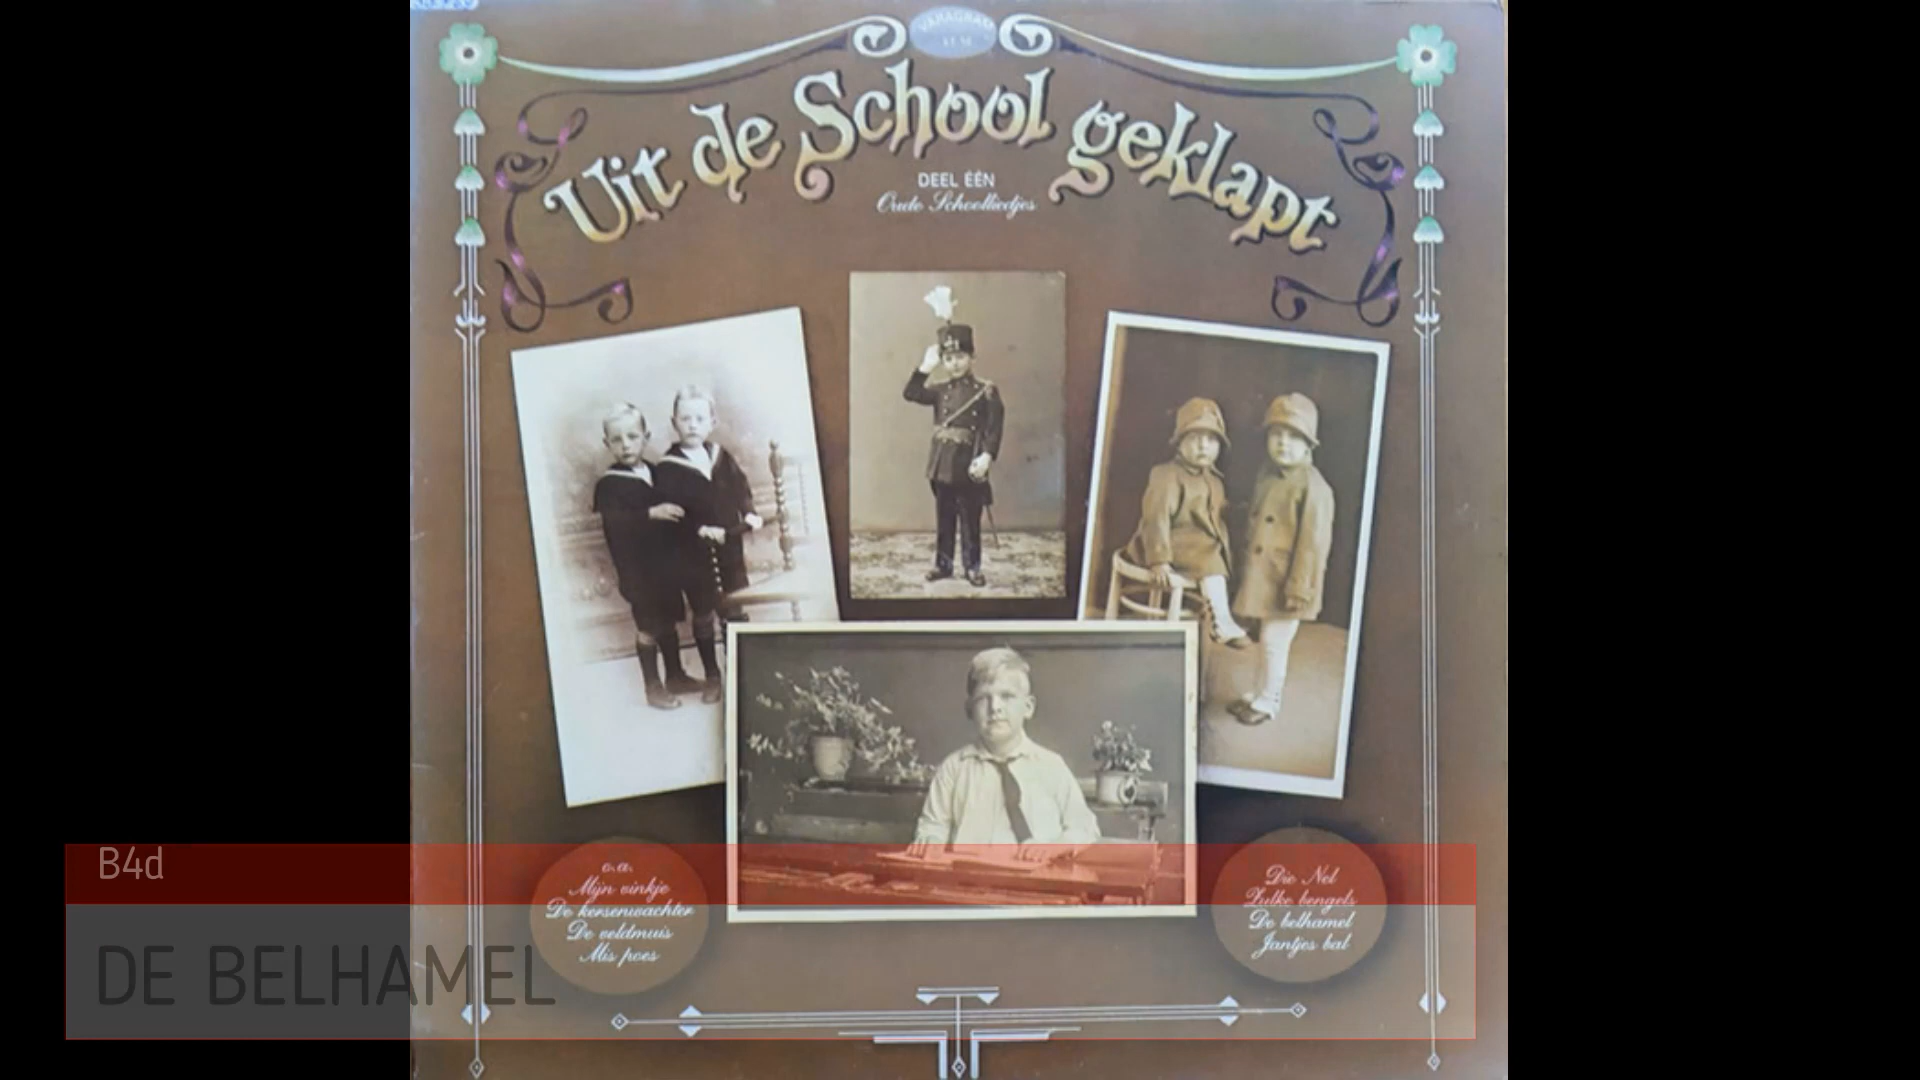 VARAGRAM
Uit de School geklapt
DEEL ÉÉN
Oude Schoolliedjes
B4d
o.a.
Mijn vinkje
De kersenwachter
De veldmuis
Mis poes
Die Nel
Zulke bengels
De belhamel
Jantjes bal
DE BELHAMEL